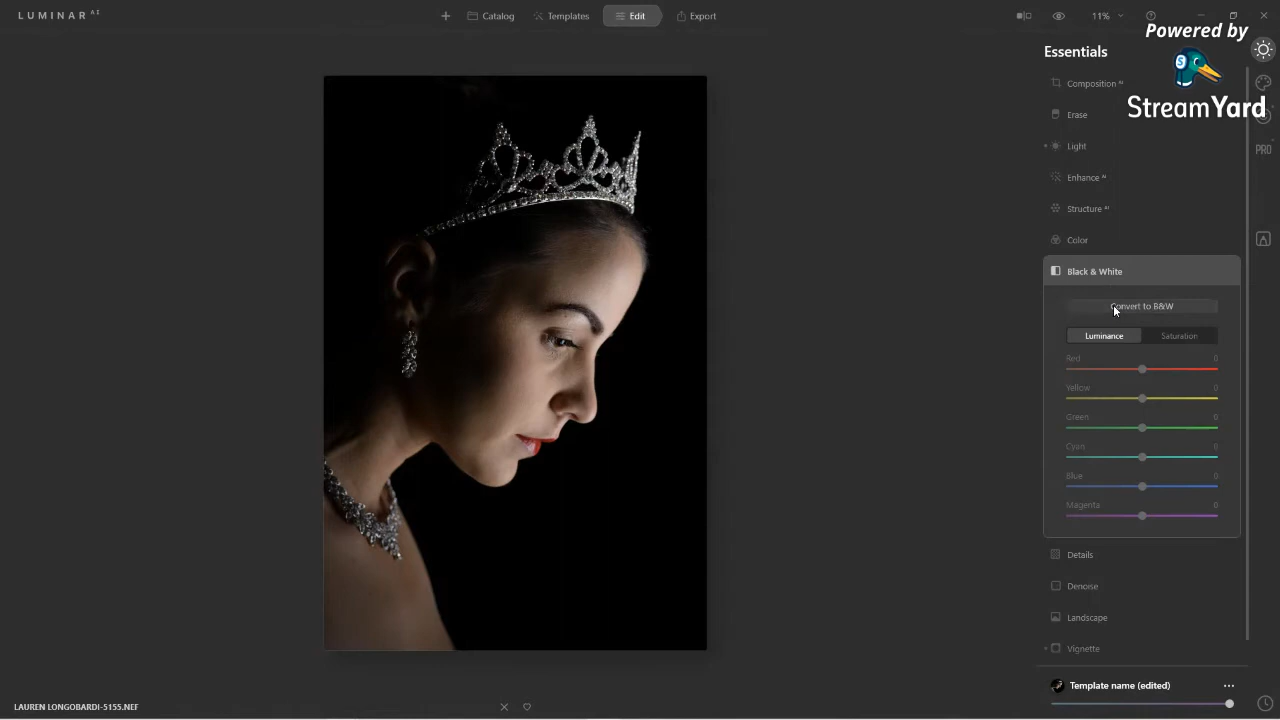 LUMINAR AI
Catalog
Templates
Edit
Export
11%
Powered by
StreamYard
Essentials
Composition AI
Erase
Light
Enhance AI
Structure AI
Color
PRO
Black & White
Convert to B&W
Luminance
Saturation
Red 0
Yellow 0
Green 0
Cyan 0
Blue 0
Magenta 0
Details
Denoise
Landscape
Vignette
Template name (edited)
LAUREN LONGOBARDI-5155.NEF